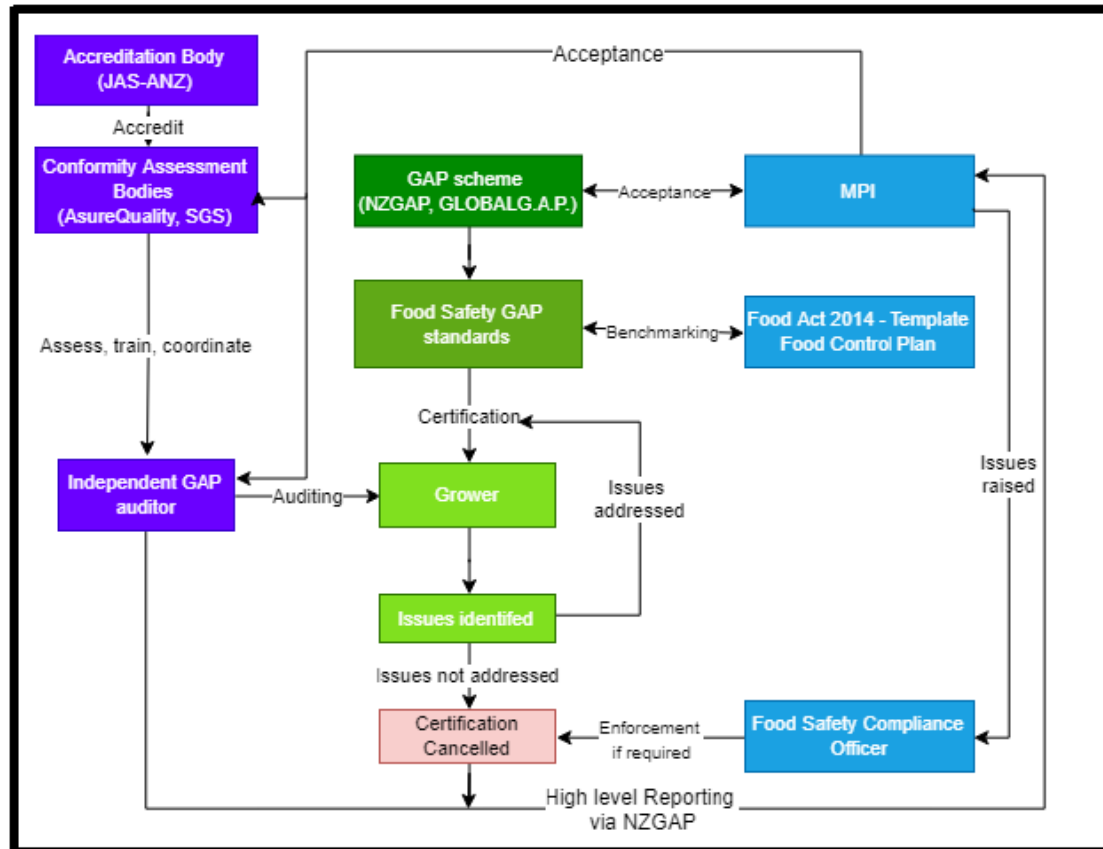 Accreditation Body
(JAS-ANZ)
Acceptance
Accredit
Conformity Assessment
Bodies
(AsureQuality, SGS)
GAP scheme
(NZGAP, GLOBALG.A.P.)
Acceptance
MPI
Food Safety GAP
standards
Benchmarking
Food Act 2014 - Template
Food Control Plan
Assess, train, coordinate
Certification
Issues
addressed
Issues
raised
Independent GAP
auditor
Auditing
Grower
Issues identifed
Issues not addressed
Certification
Cancelled
Enforcement
if required
Food Safety Compliance
Officer
High level Reporting
via NZGAP